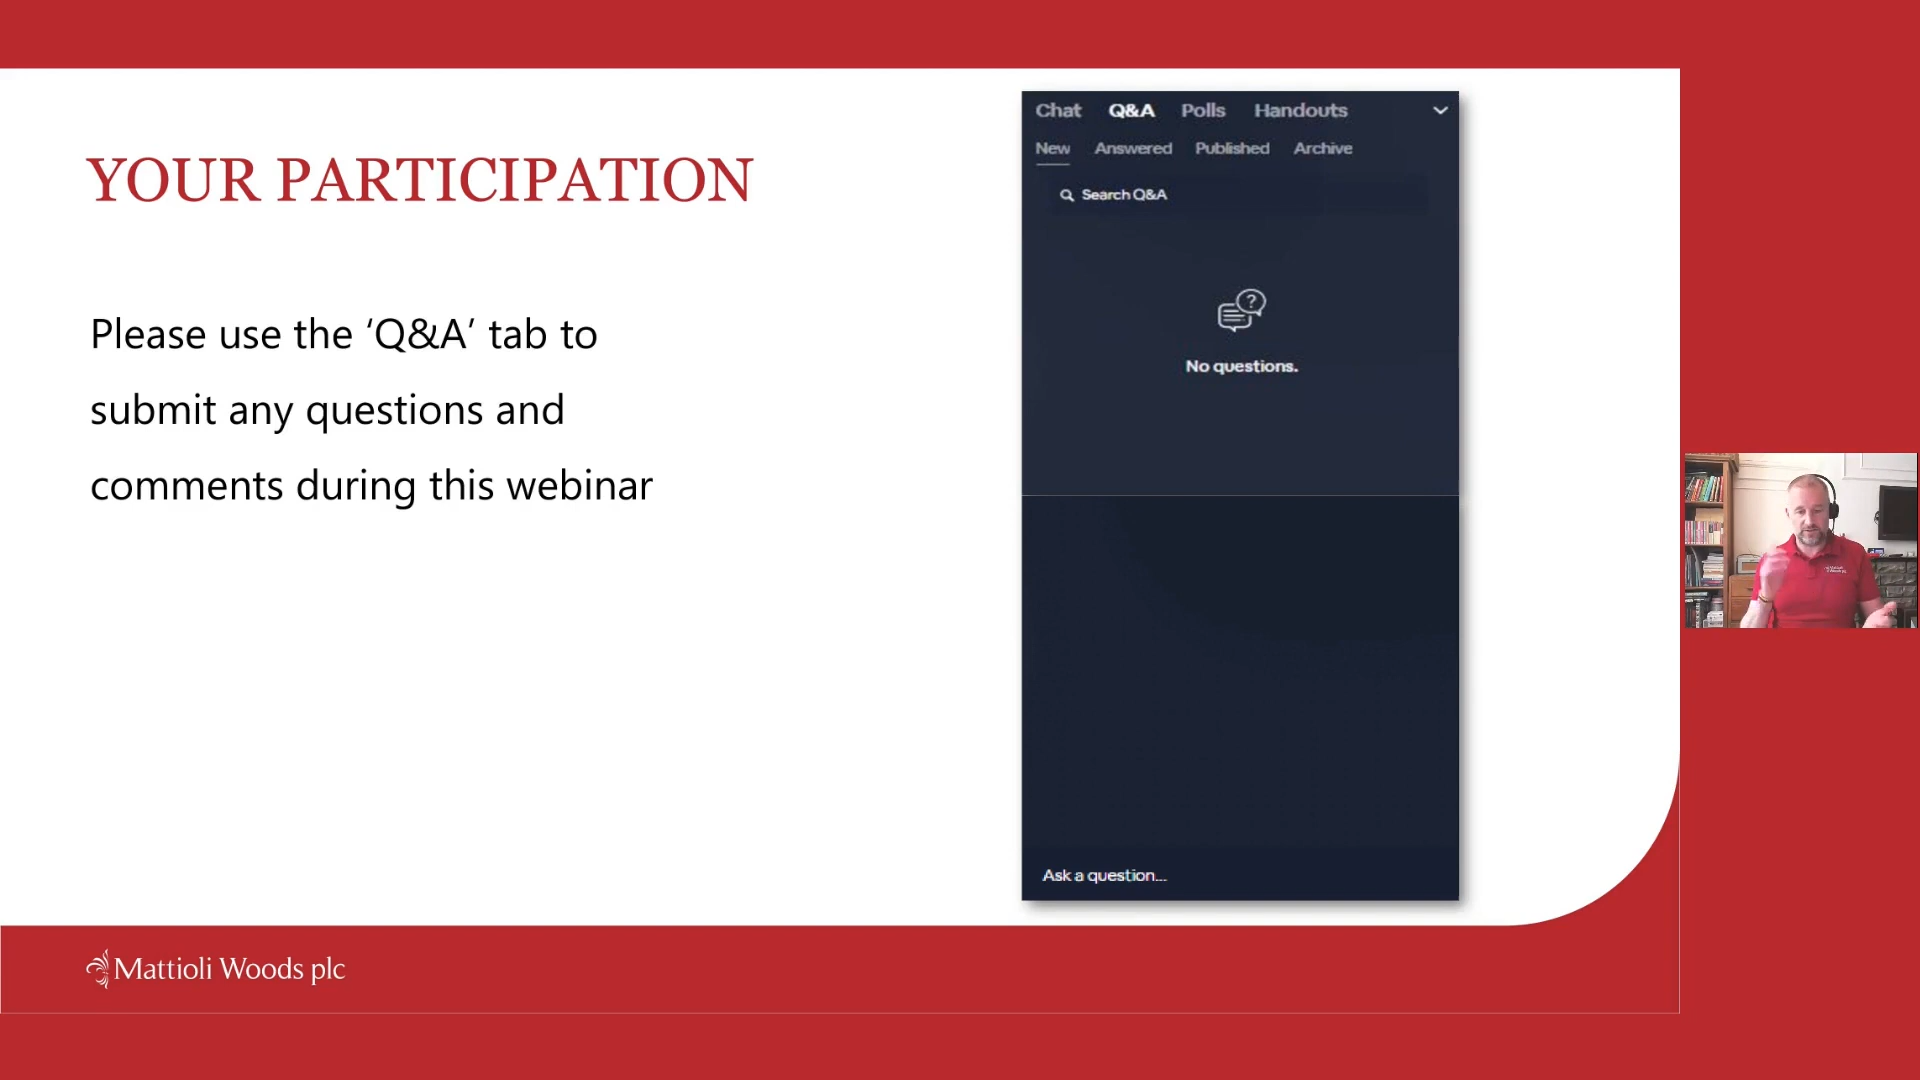 YOUR PARTICIPATION
Please use the ‘Q&A’ tab to
submit any questions and
comments during this webinar
Chat Q&A Polls Handouts
New Answered Published Archive
Search Q&A
?
No questions.
Ask a question...
Mattioli Woods plc